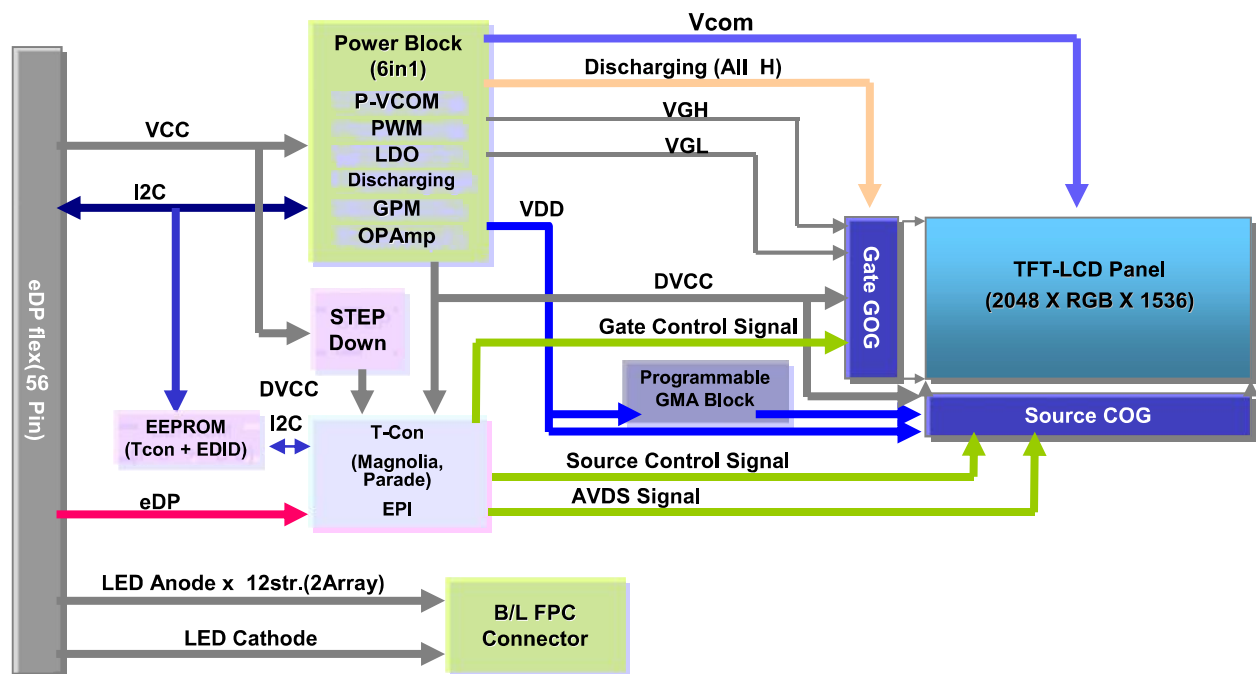 Vcom
Power Block
(6in1)
P-VCOM
PWM
LDO
Discharging
GPM
OPAmp
Discharging (All H)
VGH
VGL
VCC
I2C
VDD
eDP flex(56 Pin)
Gate GOG
TFT-LCD Panel
(2048 X RGB X 1536)
DVCC
STEP
Down
Gate Control Signal
Programmable
GMA Block
DVCC
Source COG
EEPROM
(Tcon + EDID)
I2C
T-Con
(Magnolia,
Parade)
EPI
Source Control Signal
AVDS Signal
eDP
LED Anode x 12str.(2Array)
LED Cathode
B/L FPC
Connector